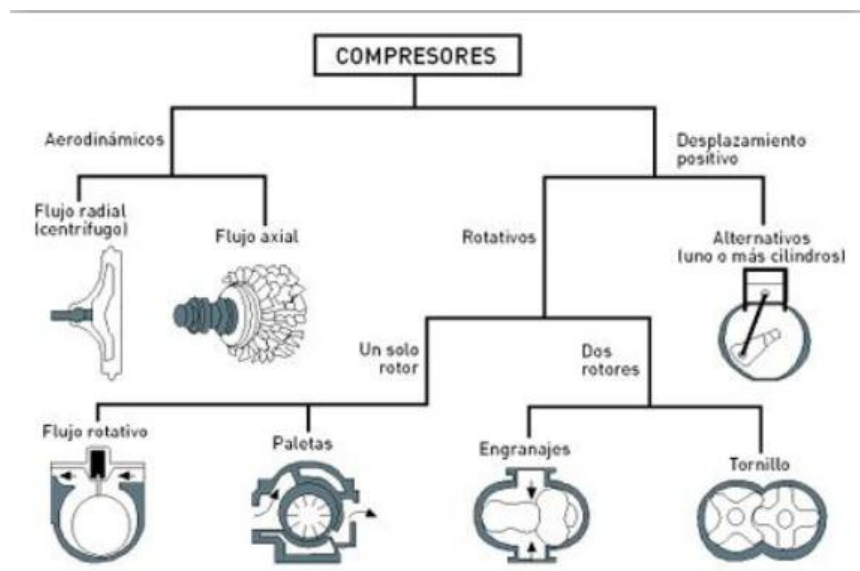 COMPRESORES
Aerodinámicos
Desplazamiento
positivo
Flujo radial
(centrífugo)
Flujo axial
Rotativos
Alternativos
(uno o más cilindros)
Un solo
rotor
Dos
rotores
Flujo rotativo
Paletas
Engranajes
Tornillo